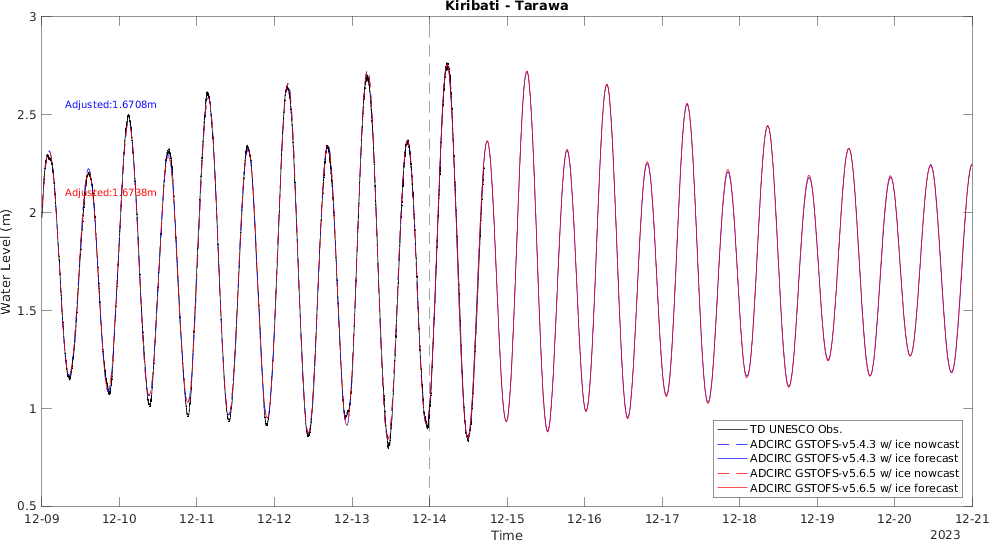 Kiribati - Tarawa
3
2.5
2
1.5
1
0.5
Water Level (m)
Adjusted:1.6708m
Adjusted:1.6738m
TD UNESCO Obs.
ADCIRC GSTOFS-v5.4.3 w/ ice nowcast
ADCIRC GSTOFS-v5.4.3 w/ ice forecast
ADCIRC GSTOFS-v5.6.5 w/ ice nowcast
ADCIRC GSTOFS-v5.6.5 w/ ice forecast
12-09 12-10 12-11 12-12 12-13 12-14 12-15 12-16 12-17 12-18 12-19 12-20 12-21
Time
2023